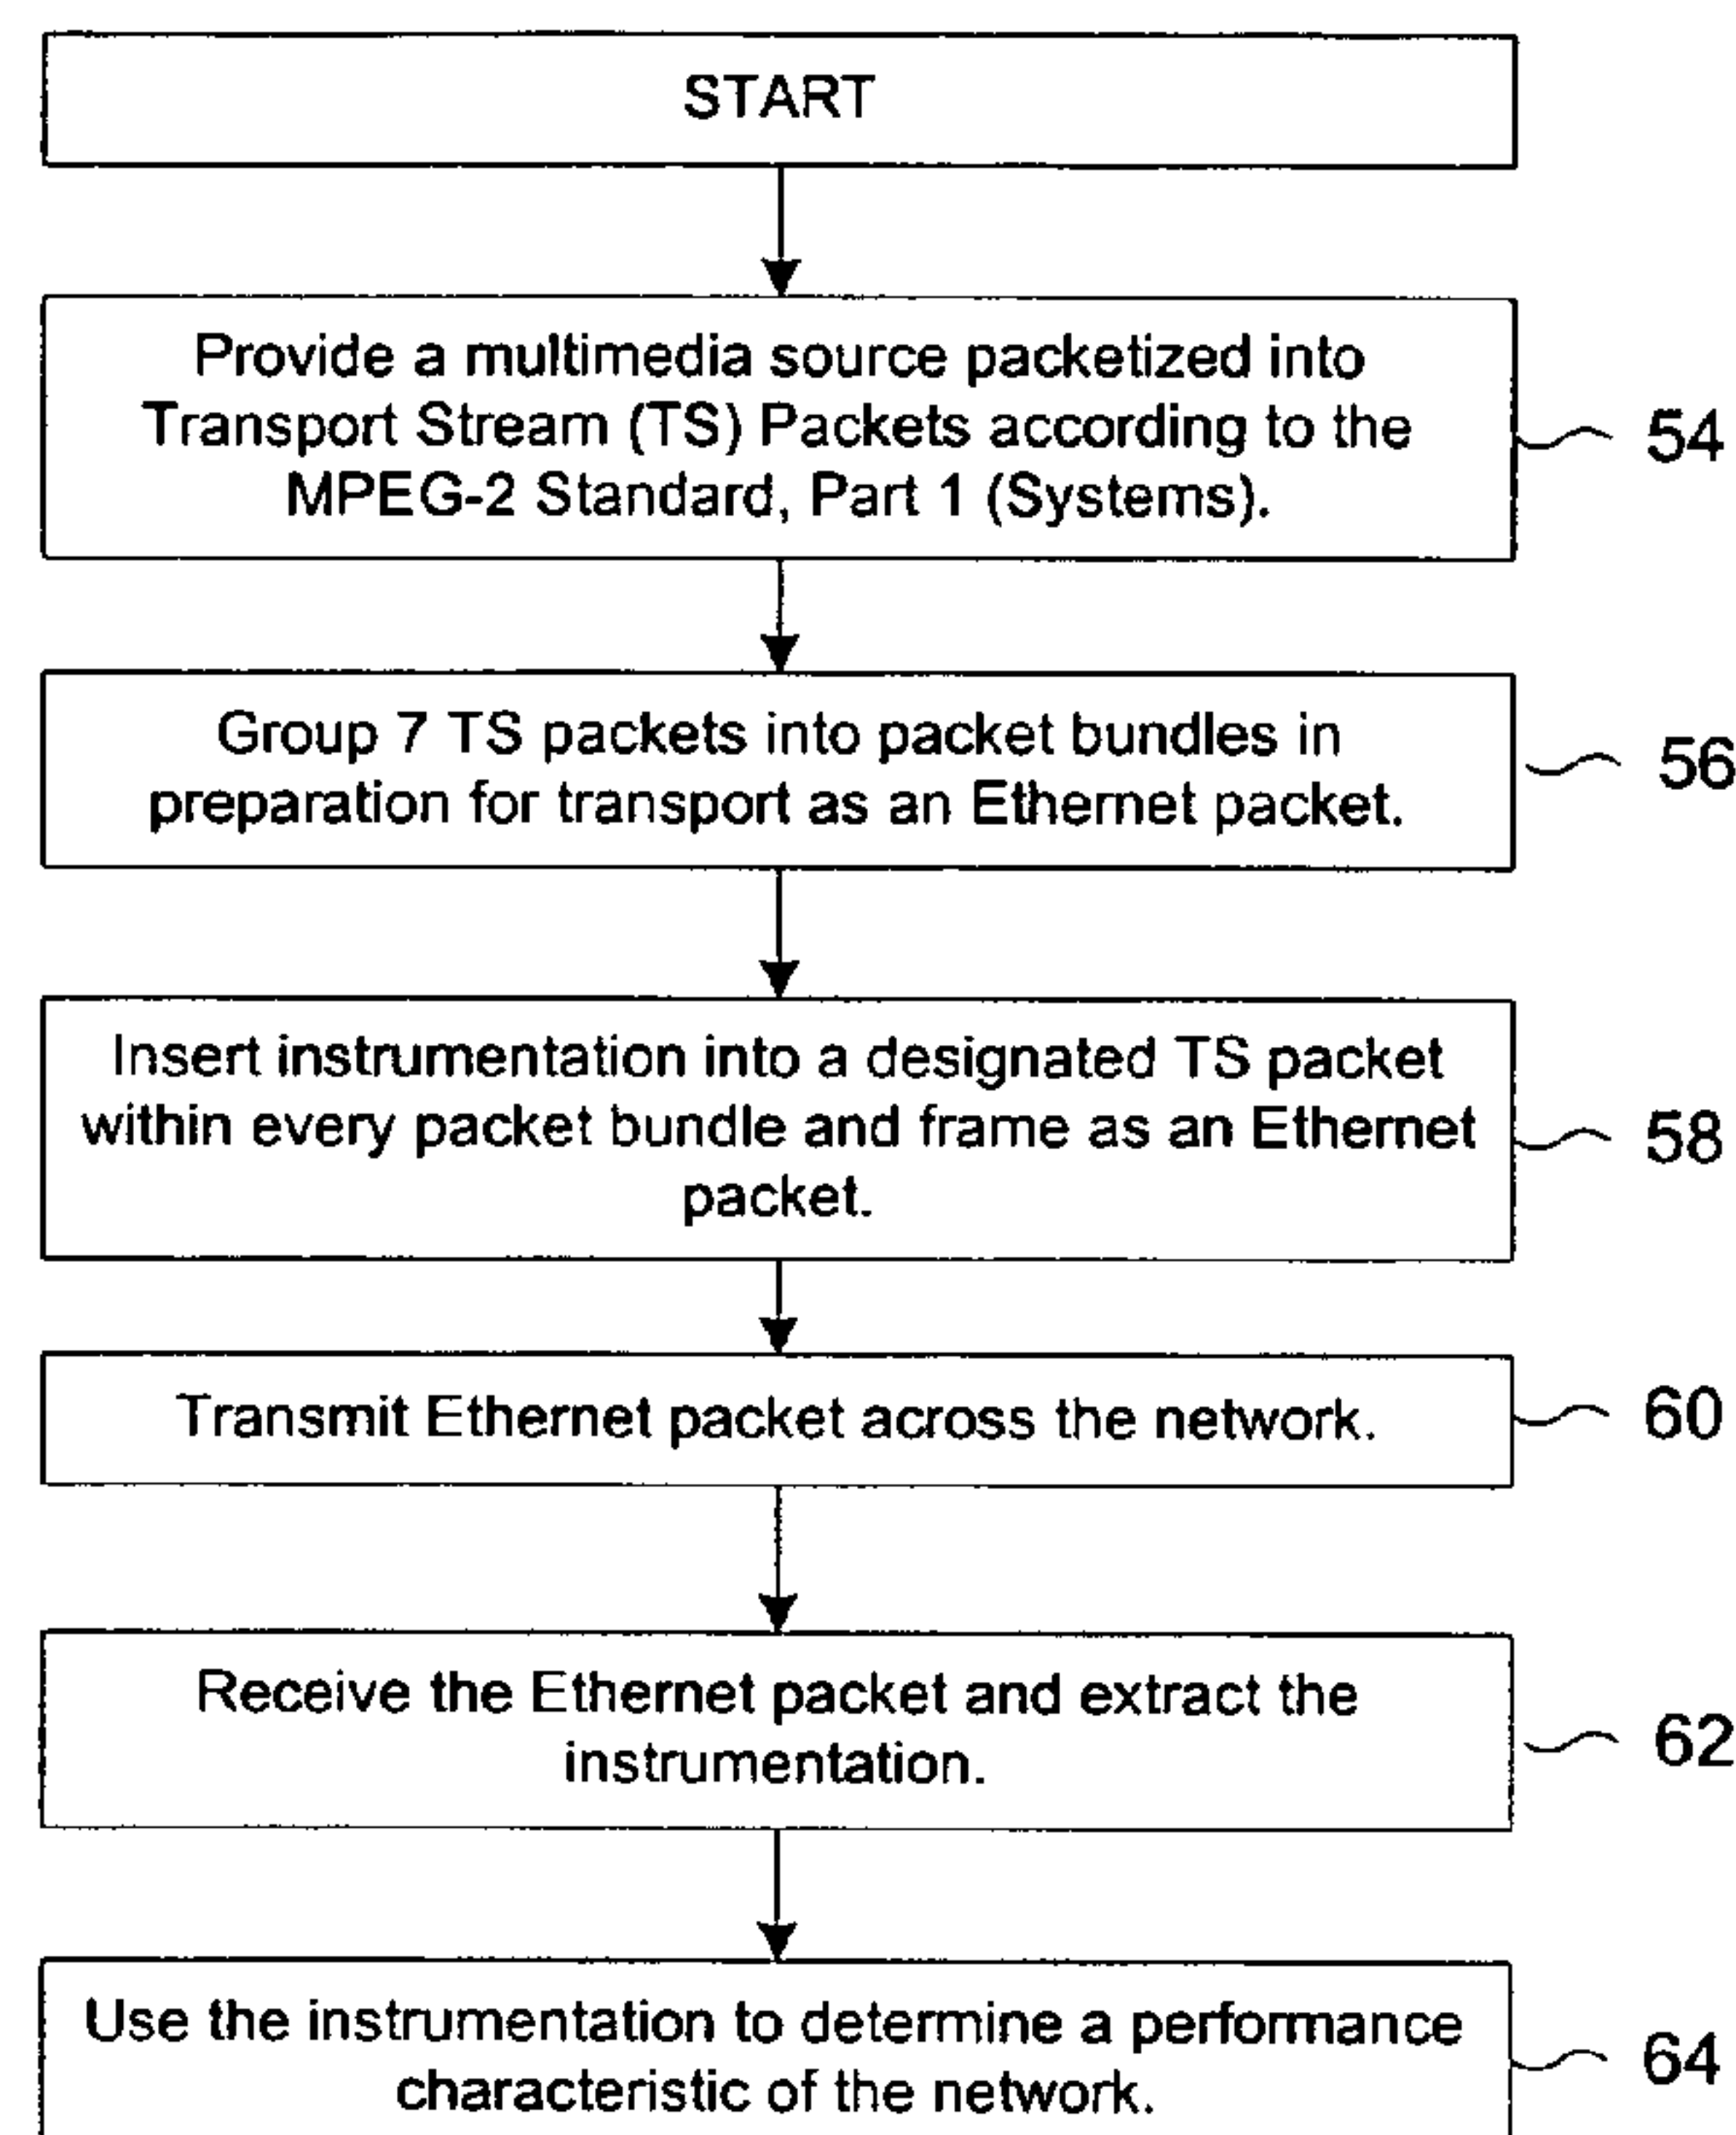 START
Provide a multimedia source packetized into
Transport Stream (TS) Packets according to the
MPEG-2 Standard, Part 1 (Systems).
54
Group 7 TS packets into packet bundles in
preparation for transport as an Ethernet packet.
56
Insert instrumentation into a designated TS packet
within every packet bundle and frame as an Ethernet
packet.
58
Transmit Ethernet packet across the network.
60
Receive the Ethernet packet and extract the
instrumentation.
62
Use the instrumentation to determine a performance
characteristic of the network.
64